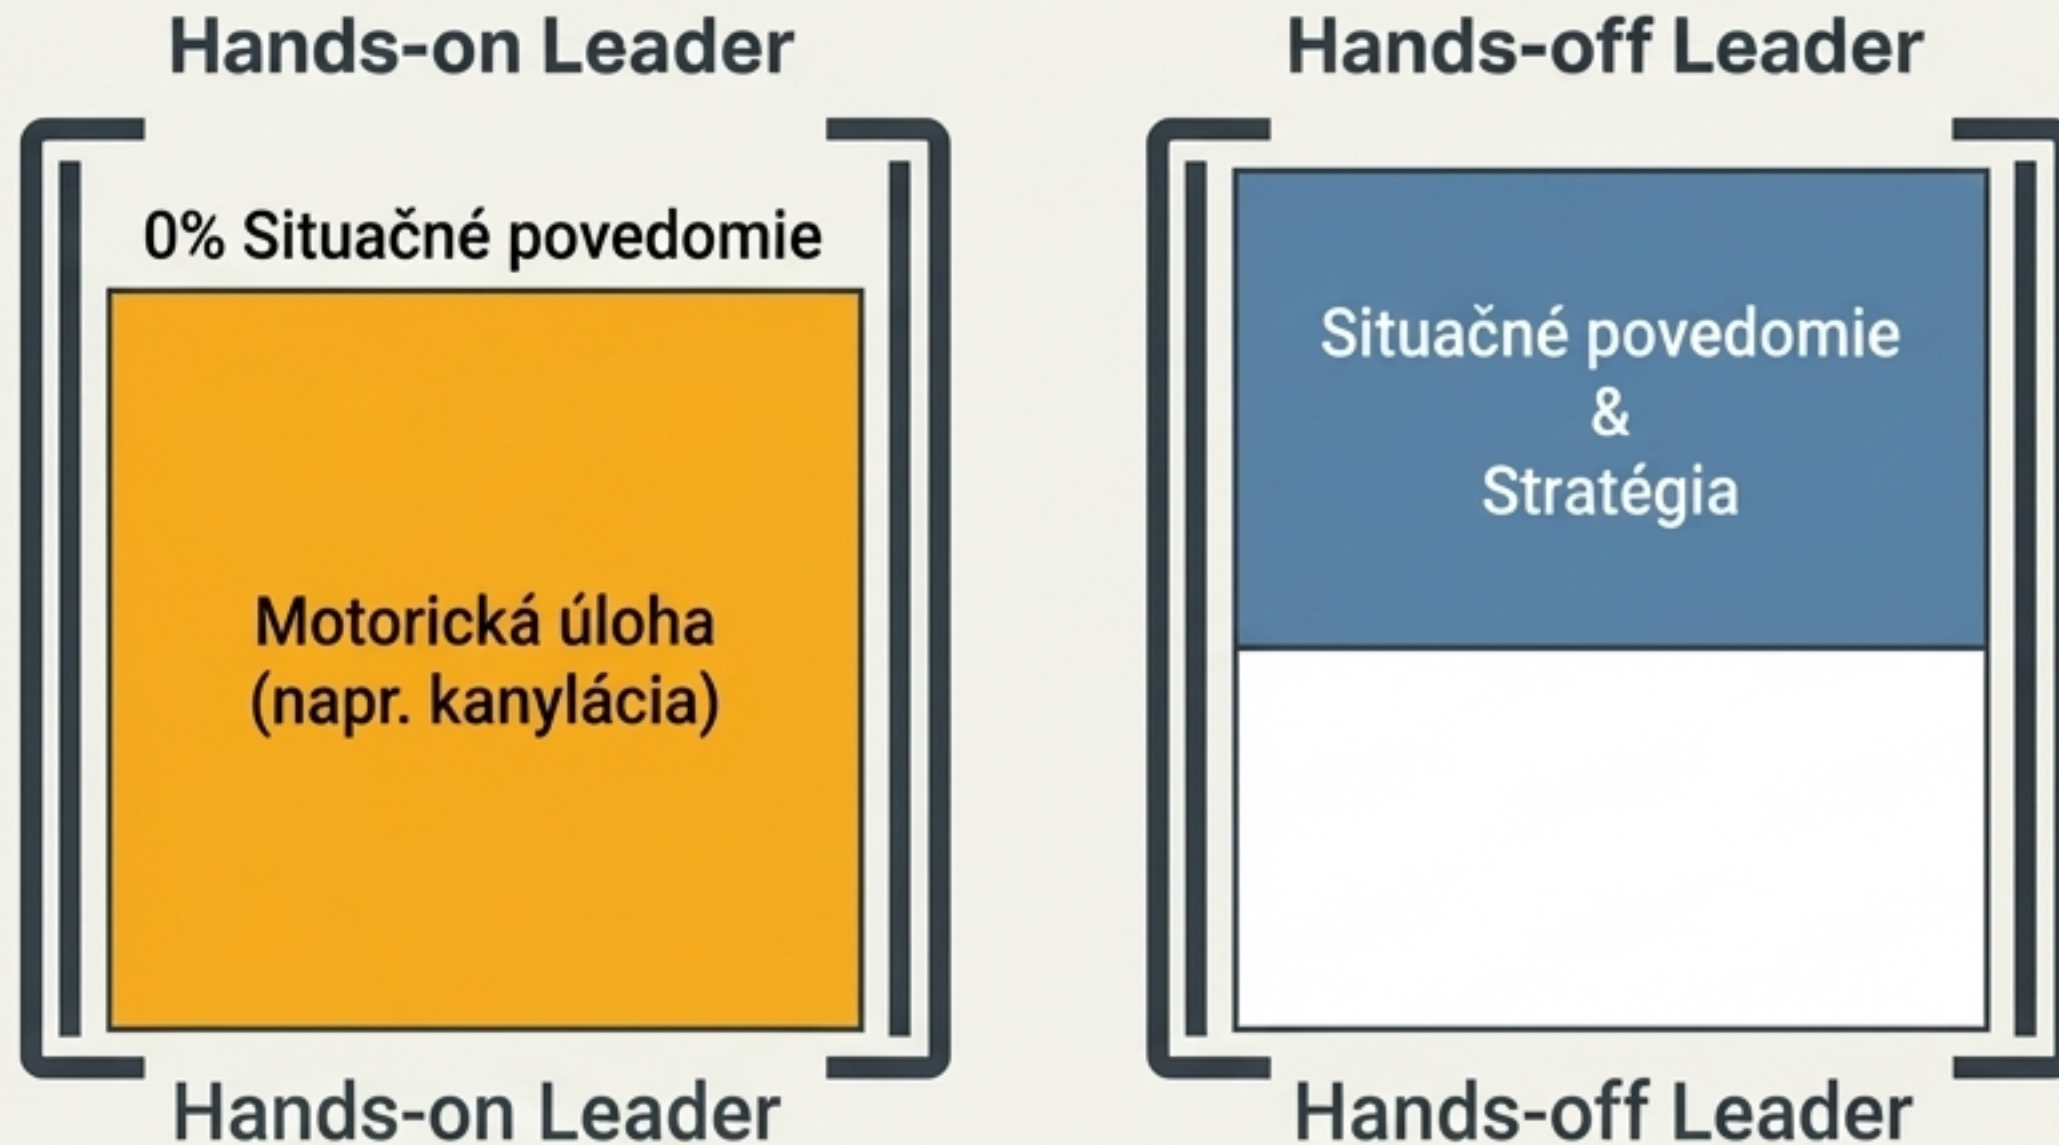 Hands-on Leader
0% Situačné povedomie
Motorická úloha
(napr. kanylácia)
Hands-on Leader
Hands-off Leader
Situačné povedomie
&
Stratégia
Hands-off Leader